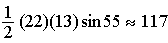 1/2 (22)(13) sin 55 ≈ 117